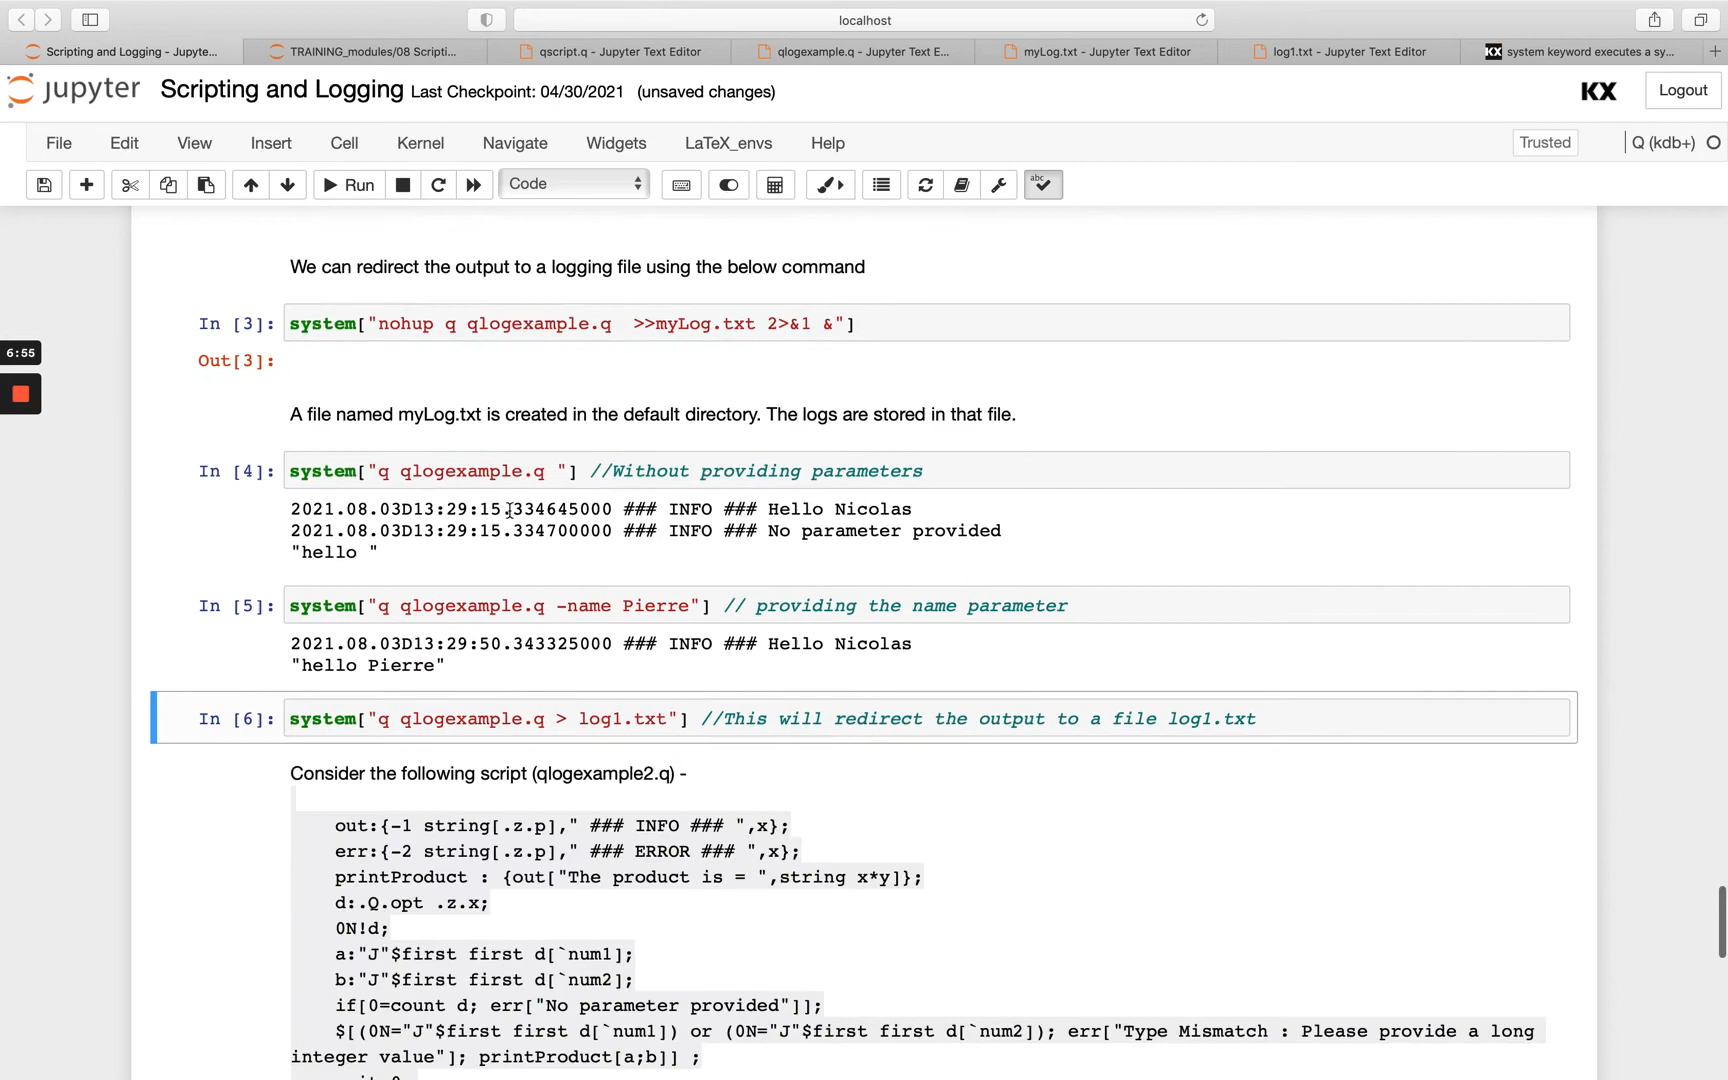 localhost
Scripting and Logging - Jupyte...
TRAINING_modules/08 Scripti...
qscript.q - Jupyter Text Editor
qlogexample.q - Jupyter Text E...
myLog.txt - Jupyter Text Editor
log1.txt - Jupyter Text Editor
KX system keyword executes a sy...
jupyter Scripting and Logging Last Checkpoint: 04/30/2021 (unsaved changes)
KX
Logout
File Edit View Insert Cell Kernel Navigate Widgets LaTeX_envs Help
Trusted
Q (kdb+)
Run
Code
abc
We can redirect the output to a logging file using the below command
In [3]: system["nohup q qlogexample.q  >>myLog.txt 2>&1 &"]
6:55
Out[3]:
A file named myLog.txt is created in the default directory. The logs are stored in that file.
In [4]: system["q qlogexample.q "] //Without providing parameters
2021.08.03D13:29:15.334645000 ### INFO ### Hello Nicolas
2021.08.03D13:29:15.334700000 ### INFO ### No parameter provided
"hello "
In [5]: system["q qlogexample.q -name Pierre"] // providing the name parameter
2021.08.03D13:29:50.343325000 ### INFO ### Hello Nicolas
"hello Pierre"
In [6]: system["q qlogexample.q > log1.txt"] //This will redirect the output to a file log1.txt
Consider the following script (qlogexample2.q) -
out:{-1 string[.z.p]," ### INFO ### ",x};
err:{-2 string[.z.p]," ### ERROR ### ",x};
printProduct : {out["The product is = ",string x*y]};
d:.Q.opt .z.x;
0N!d;
a:"J"$first first d[`num1];
b:"J"$first first d[`num2];
if[0=count d; err["No parameter provided"]];
$[(0N="J"$first first d[`num1]) or (0N="J"$first first d[`num2]); err["Type Mismatch : Please provide a long
integer value"]; printProduct[a;b]] ;